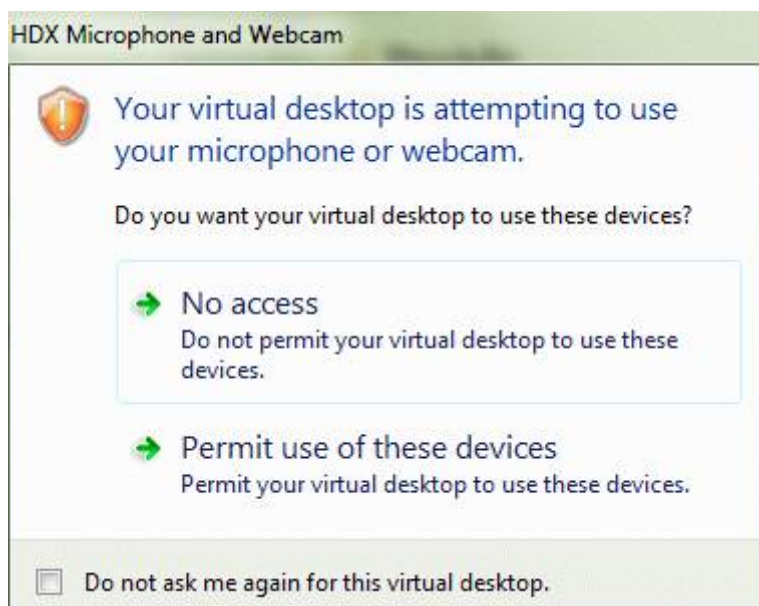 HDX Microphone and Webcam
Your virtual desktop is attempting to use
your microphone or webcam.
Do you want your virtual desktop to use these devices?
No access
Do not permit your virtual desktop to use these
devices.
Permit use of these devices
Permit your virtual desktop to use these devices.
Do not ask me again for this virtual desktop.